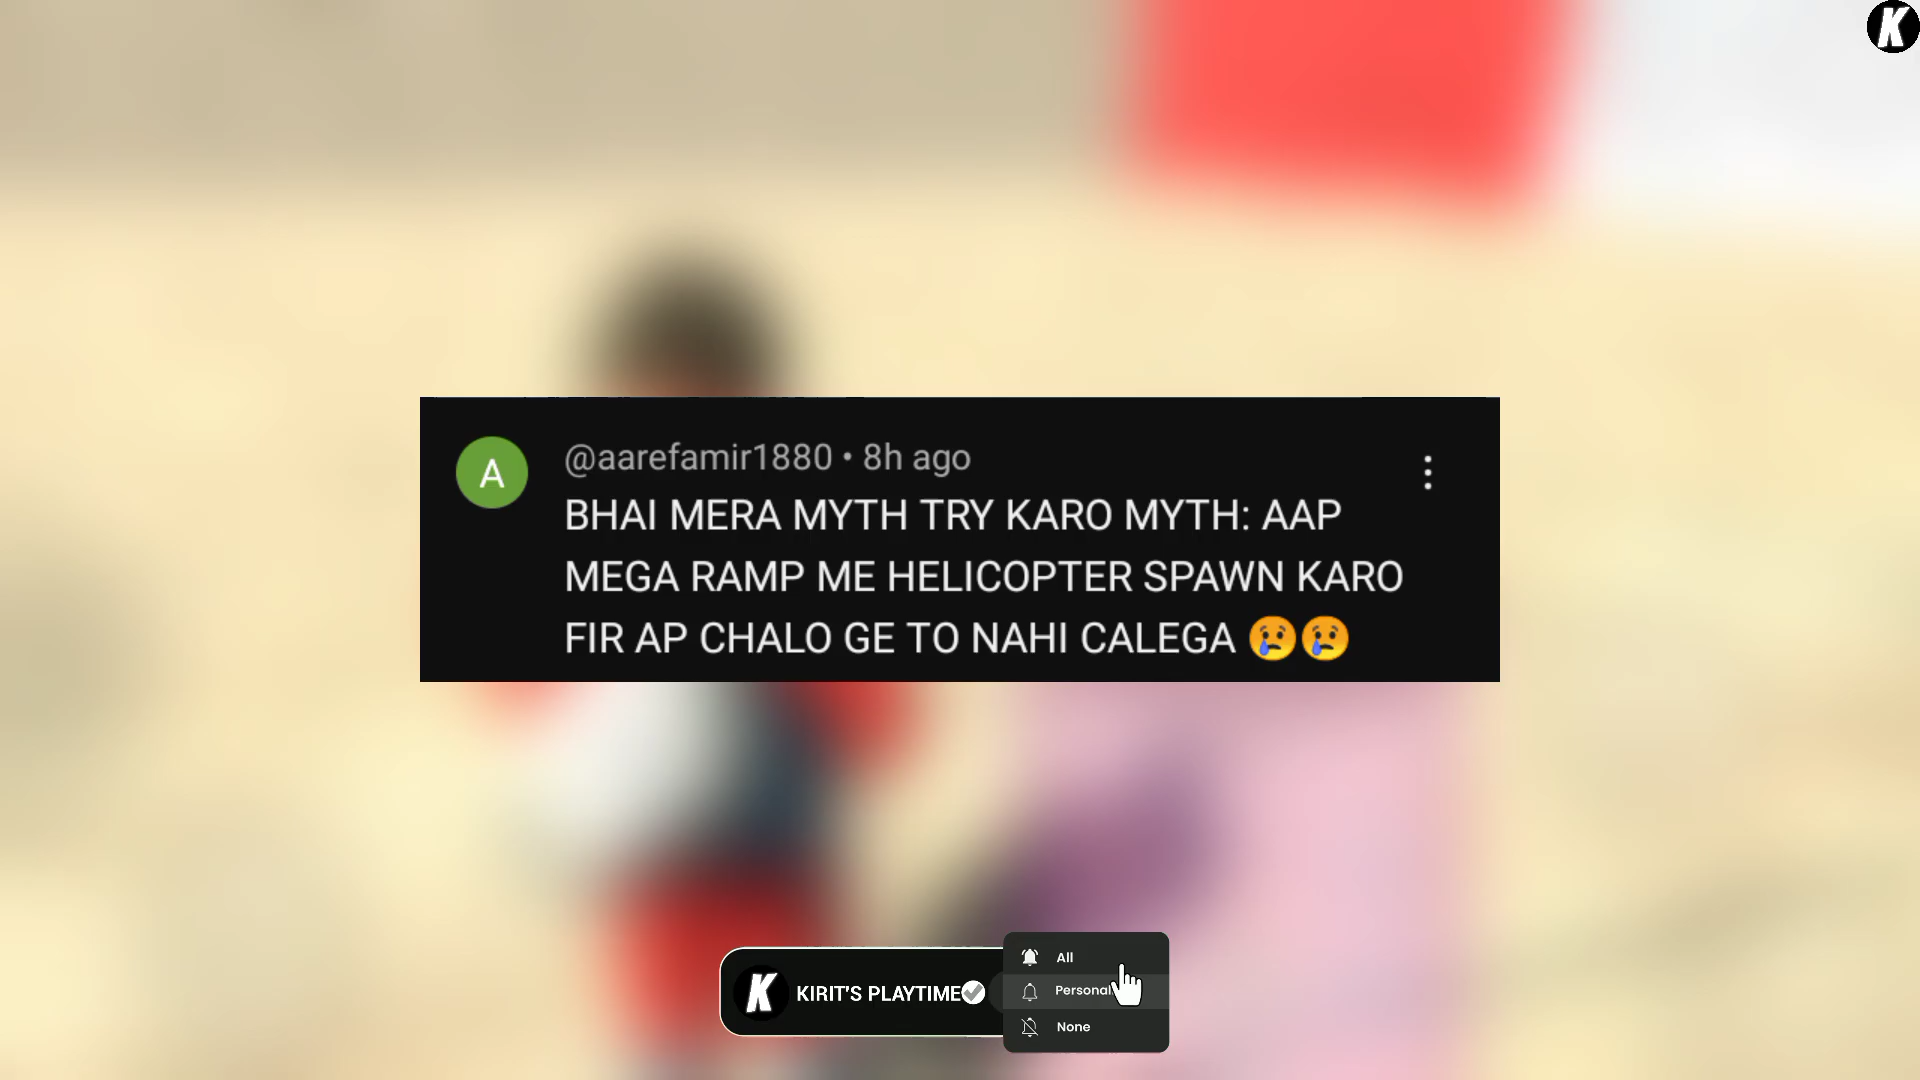 K
A
@aarefamir1880 • 8h ago
BHAI MERA MYTH TRY KARO MYTH: AAP
MEGA RAMP ME HELICOPTER SPAWN KARO
FIR AP CHALO GE TO NAHI CALEGA 😢😢
K KIRIT'S PLAYTIME
All
Personal
None